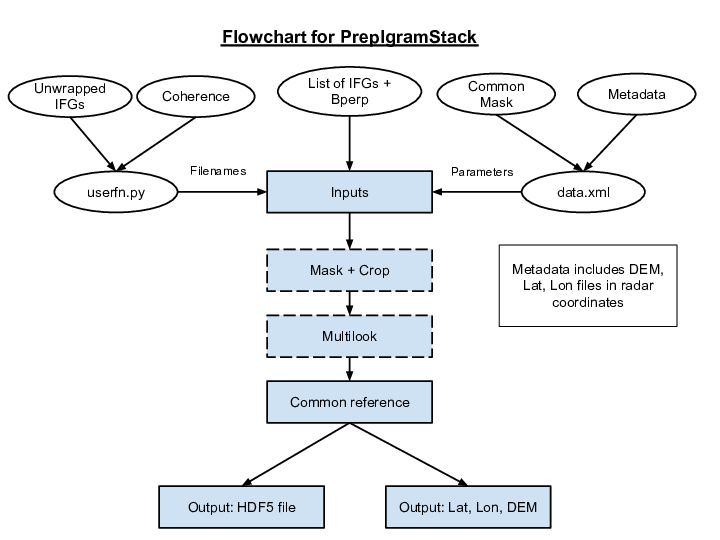 Flowchart for PrepIgramStack
Unwrapped
IFGs
Coherence
List of IFGs +
Bperp
Common
Mask
Metadata
userfn.py
Filenames
Inputs
Parameters
data.xml
Mask + Crop
Metadata includes DEM,
Lat, Lon files in radar
coordinates
Multilook
Common reference
Output: HDF5 file
Output: Lat, Lon, DEM